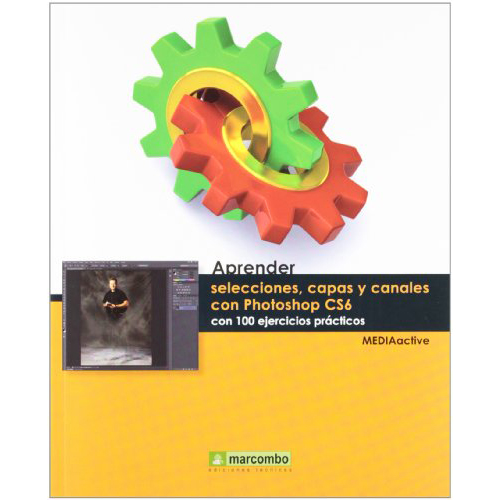 Aprender
selecciones, capas y canales
con Photoshop CS6
con 100 ejercicios prácticos
MEDIAactive
marcombo
ediciones técnicas